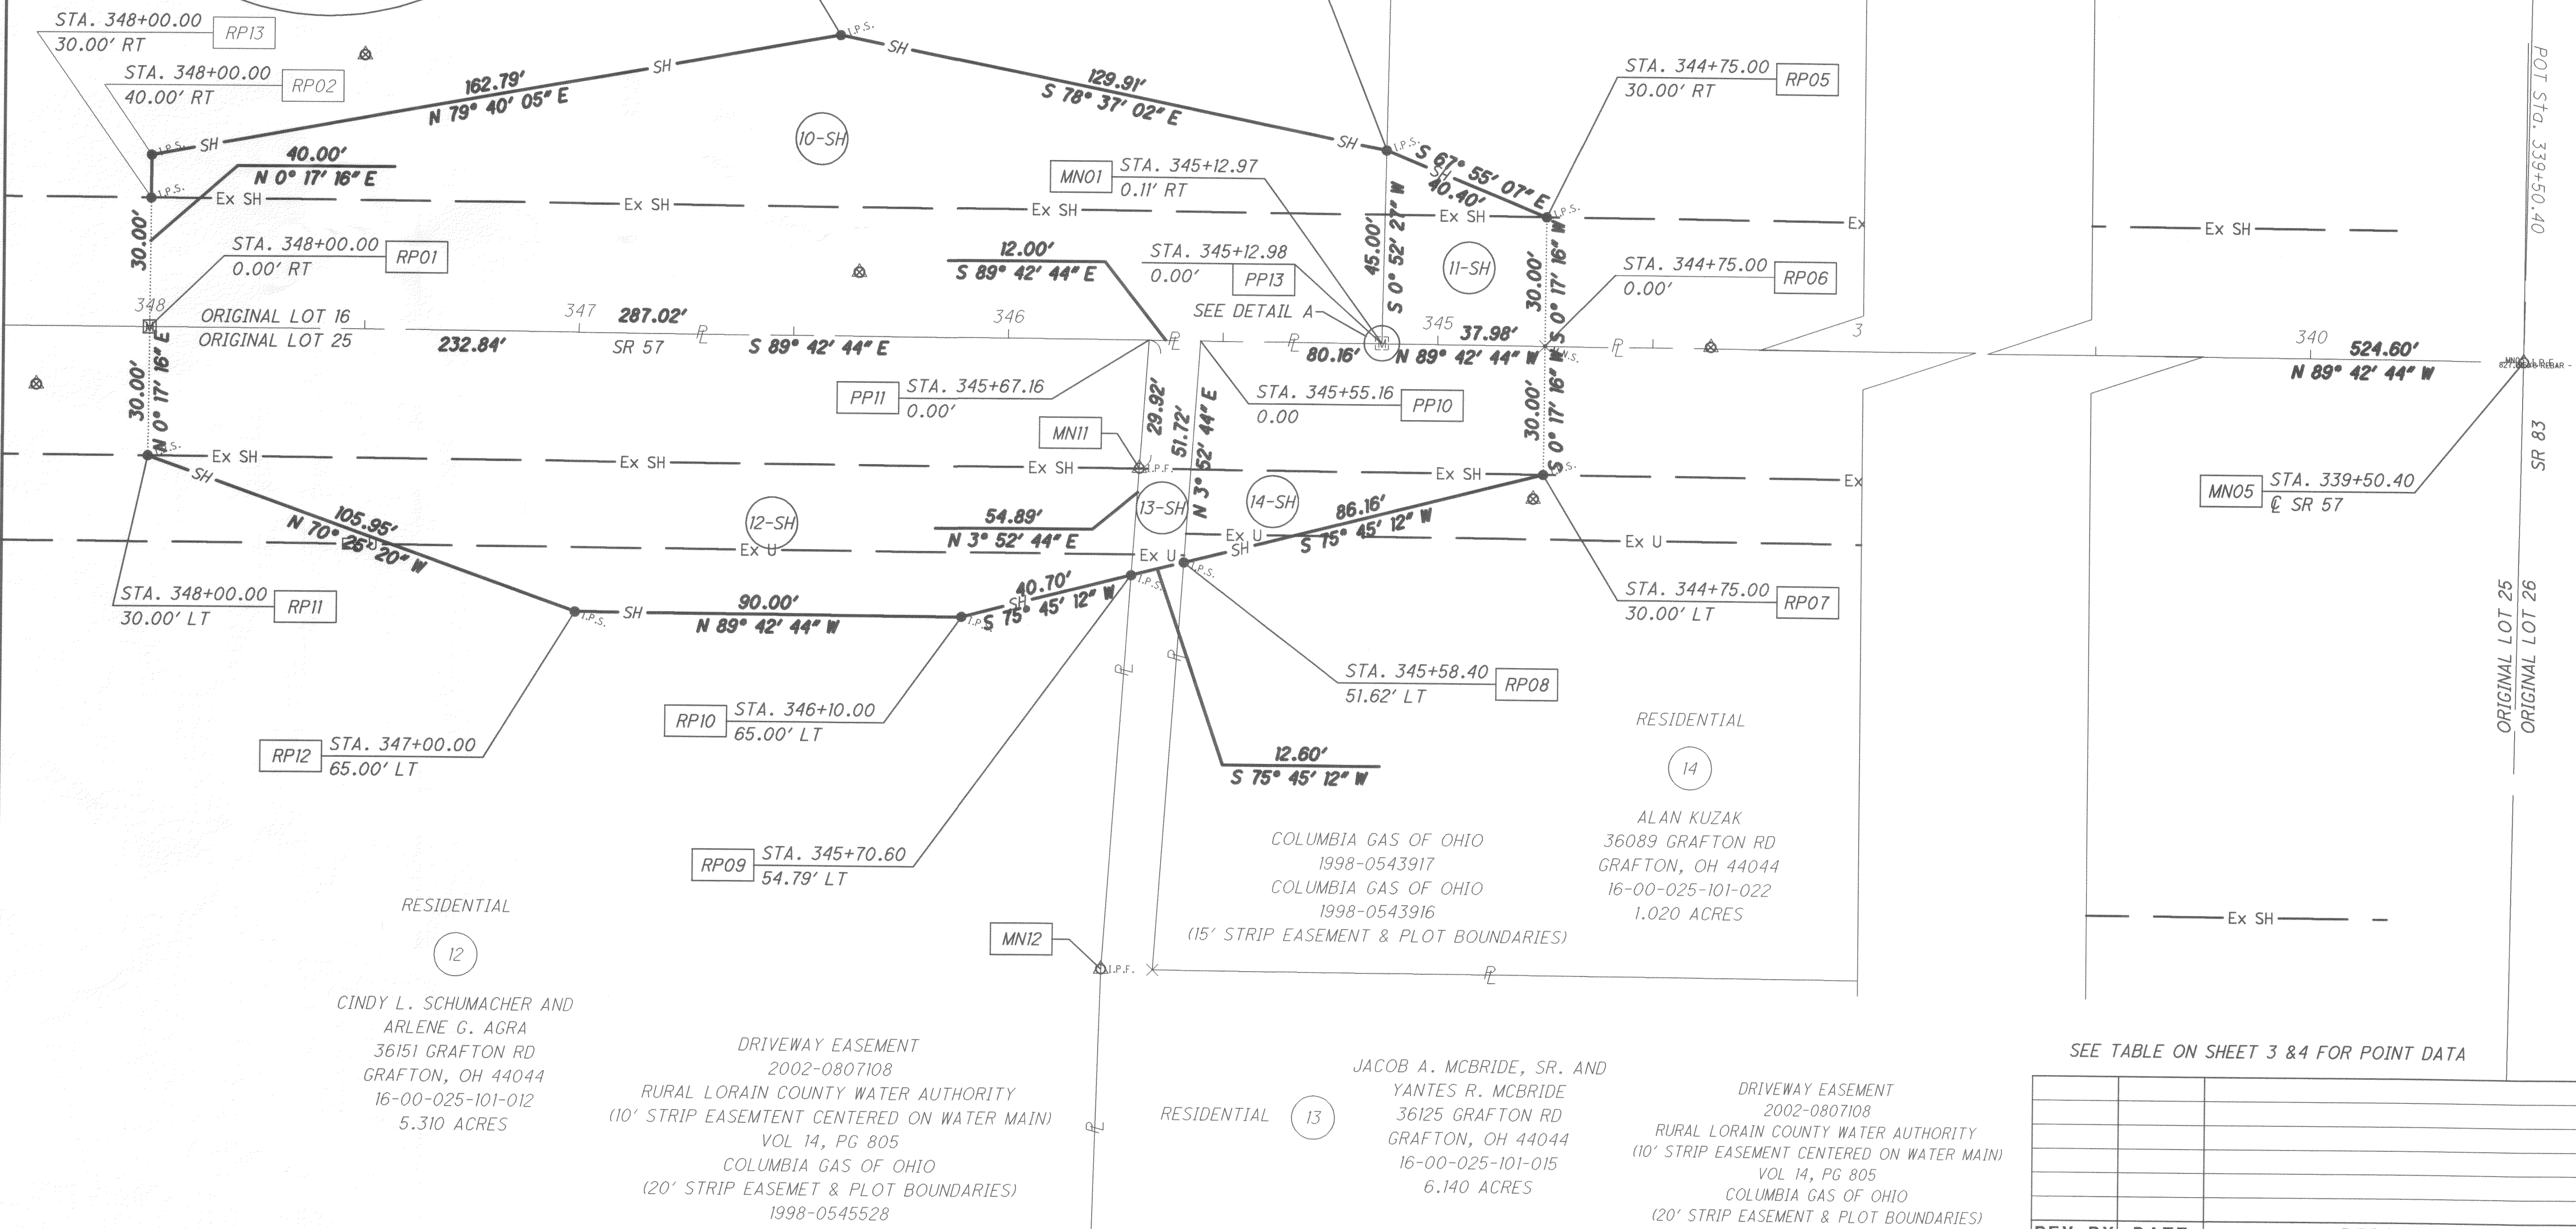 STA. 348+00.00
RP13
30.00' RT
STA. 348+00.00
RP02
40.00' RT
162.79'
N 79° 40' 05" E
SH
SH
I.P.S.
I.P.S.
SH
129.91'
S 78° 37' 02" E
SH
I.P.S.
10-SH
STA. 344+75.00
RP05
30.00' RT
POT Sta. 339+50.40
40.00'
N 0° 17' 16" E
I.P.S.
MN01
STA. 345+12.97
0.11' RT
S 67° 55' 07" E
SH
40.40'
I.P.S.
Ex SH
Ex SH
Ex SH
Ex SH
Ex
Ex SH
30.00'
STA. 348+00.00
RP01
0.00' RT
12.00'
S 89° 42' 44" E
STA. 345+12.98
0.00'
PP13
SEE DETAIL A
45.00'
S 0° 52' 27" W
11-SH
30.00'
S 0° 17' 16" W
STA. 344+75.00
RP06
0.00'
348
ORIGINAL LOT 16
ORIGINAL LOT 25
347
287.02'
PL
346
232.84'
SR 57
S 89° 42' 44" E
PL
PL
345
37.98'
80.16'
N 89° 42' 44" W
PL
3
340
524.60'
N 89° 42' 44" W
M
M
30.00'
N 0° 17' 16" E
PP11
STA. 345+67.16
0.00'
STA. 345+55.16
PP10
0.00
29.92'
51.72'
N 3° 52' 44" E
30.00'
S 0° 17' 16" W
MN11
I.P.F.
SR 83
I.P.S.
Ex SH
Ex SH
Ex SH
Ex SH
Ex
I.P.S.
MN05
STA. 339+50.40
CL SR 57
SH
105.95'
N 70° 25' 20" W
12-SH
54.89'
N 3° 52' 44" E
13-SH
14-SH
86.16'
S 75° 45' 12" W
Ex U
Ex U
Ex U
Ex U
SH
STA. 348+00.00
RP11
30.00' LT
I.P.S.
SH
90.00'
N 89° 42' 44" W
I.P.S.
40.70'
SH
S 75° 45' 12" W
I.P.S.
I.P.S.
STA. 344+75.00
RP07
30.00' LT
ORIGINAL LOT 25
ORIGINAL LOT 26
PL
PL
STA. 345+58.40
RP08
51.62' LT
RP10
STA. 346+10.00
65.00' LT
RP12
STA. 347+00.00
65.00' LT
12.60'
S 75° 45' 12" W
RP09
STA. 345+70.60
54.79' LT
RESIDENTIAL
14
ALAN KUZAK
36089 GRAFTON RD
GRAFTON, OH 44044
16-00-025-101-022
1.020 ACRES
COLUMBIA GAS OF OHIO
1998-0543917
COLUMBIA GAS OF OHIO
1998-0543916
(15' STRIP EASEMENT & PLOT BOUNDARIES)
Ex SH
MN12
I.P.F.
PL
RESIDENTIAL
12
CINDY L. SCHUMACHER AND
ARLENE G. AGRA
36151 GRAFTON RD
GRAFTON, OH 44044
16-00-025-101-012
5.310 ACRES
DRIVEWAY EASEMENT
2002-0807108
RURAL LORAIN COUNTY WATER AUTHORITY
(10' STRIP EASEMTENT CENTERED ON WATER MAIN)
VOL 14, PG 805
COLUMBIA GAS OF OHIO
(20' STRIP EASEMET & PLOT BOUNDARIES)
1998-0545528
PL
RESIDENTIAL
13
JACOB A. MCBRIDE, SR. AND
YANTES R. MCBRIDE
36125 GRAFTON RD
GRAFTON, OH 44044
16-00-025-101-015
6.140 ACRES
DRIVEWAY EASEMENT
2002-0807108
RURAL LORAIN COUNTY WATER AUTHORITY
(10' STRIP EASEMENT CENTERED ON WATER MAIN)
VOL 14, PG 805
COLUMBIA GAS OF OHIO
(20' STRIP EASEMENT & PLOT BOUNDARIES)
SEE TABLE ON SHEET 3 &4 FOR POINT DATA